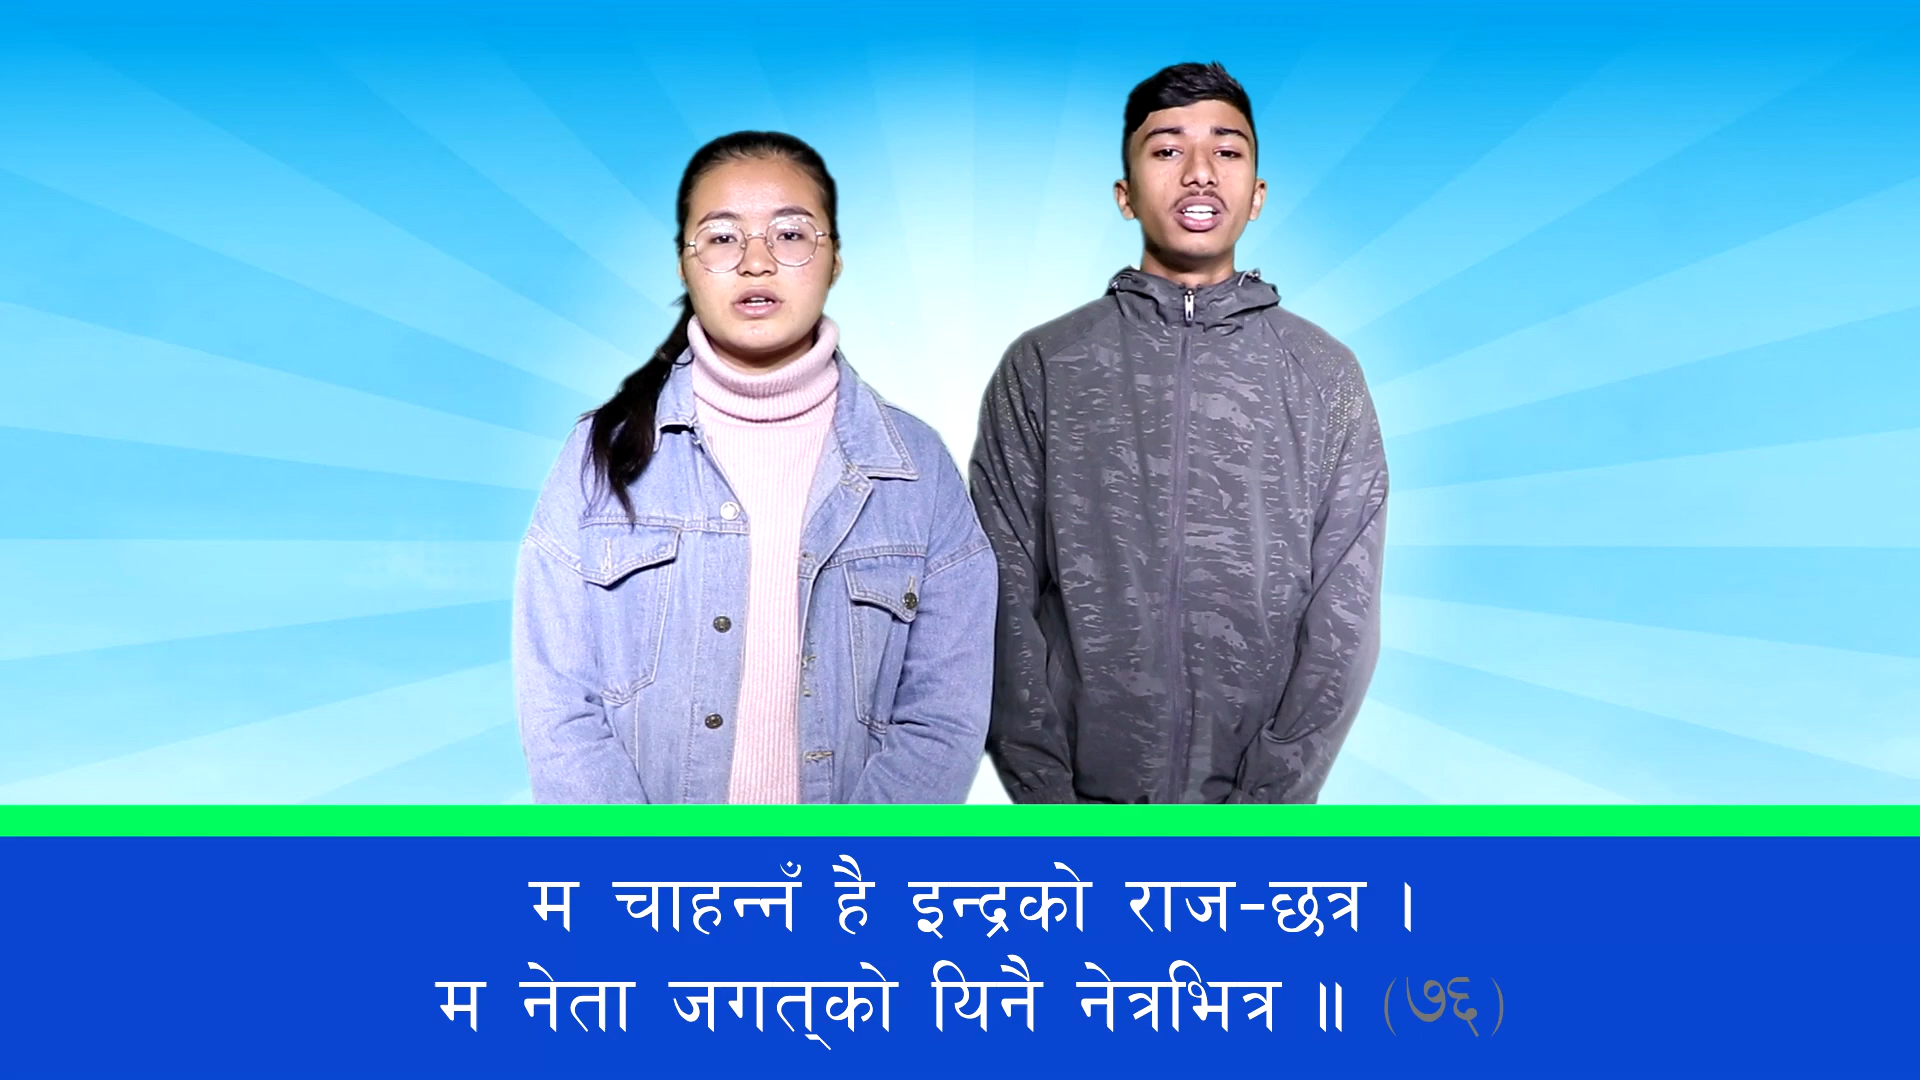 म चाहन्नँ है इन्द्रको राज-छत्र ।
म नेता जगत्‌को यिनै नेत्रभित्र ॥ (७६)